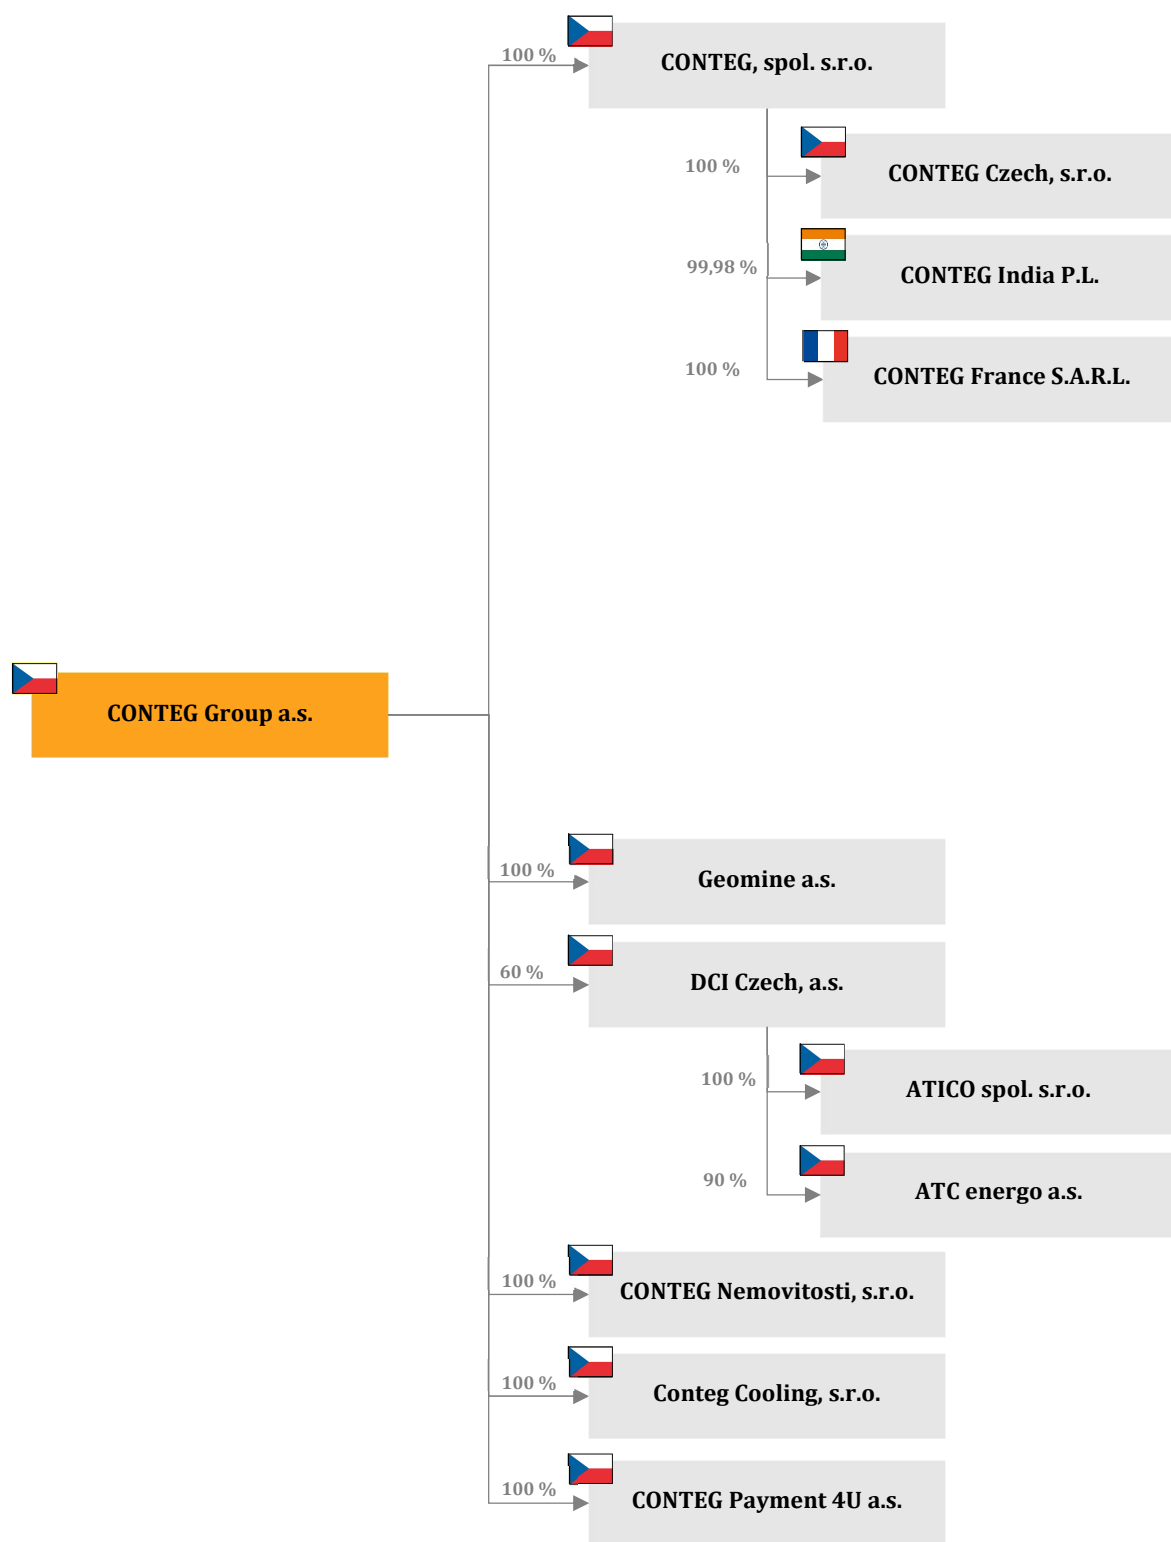 100 %
CONTEG, spol. s.r.o.
100 %
CONTEG Czech, s.r.o.
99,98 %
CONTEG India P.L.
100 %
CONTEG France S.A.R.L.
CONTEG Group a.s.
100 %
Geomine a.s.
60 %
DCI Czech, a.s.
100 %
ATICO spol. s.r.o.
90 %
ATC energo a.s.
100 %
CONTEG Nemovitosti, s.r.o.
100 %
Conteg Cooling, s.r.o.
100 %
CONTEG Payment 4U a.s.